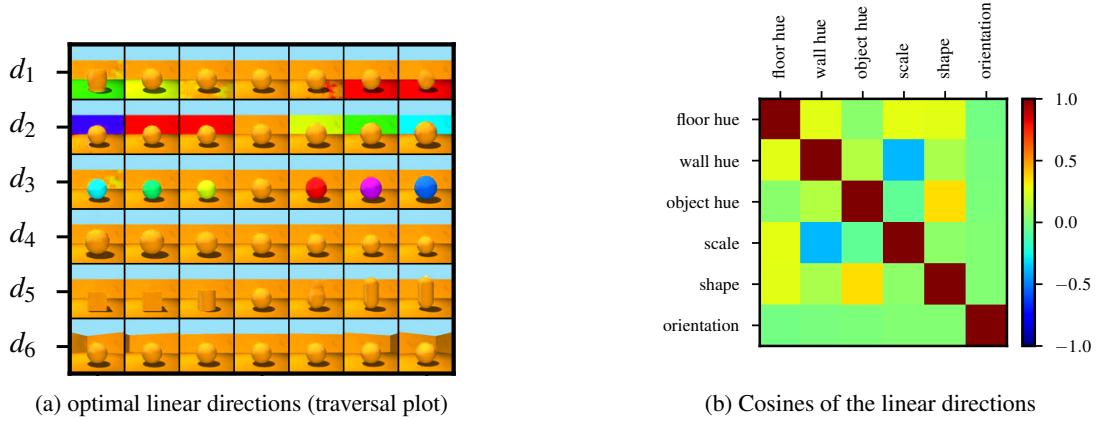 d1
d2
d3
d4
d5
d6
(a) optimal linear directions (traversal plot)
floor hue
wall hue
object hue
scale
shape
orientation
floor hue
wall hue
object hue
scale
shape
orientation
1.0
0.5
0.0
−0.5
−1.0
(b) Cosines of the linear directions